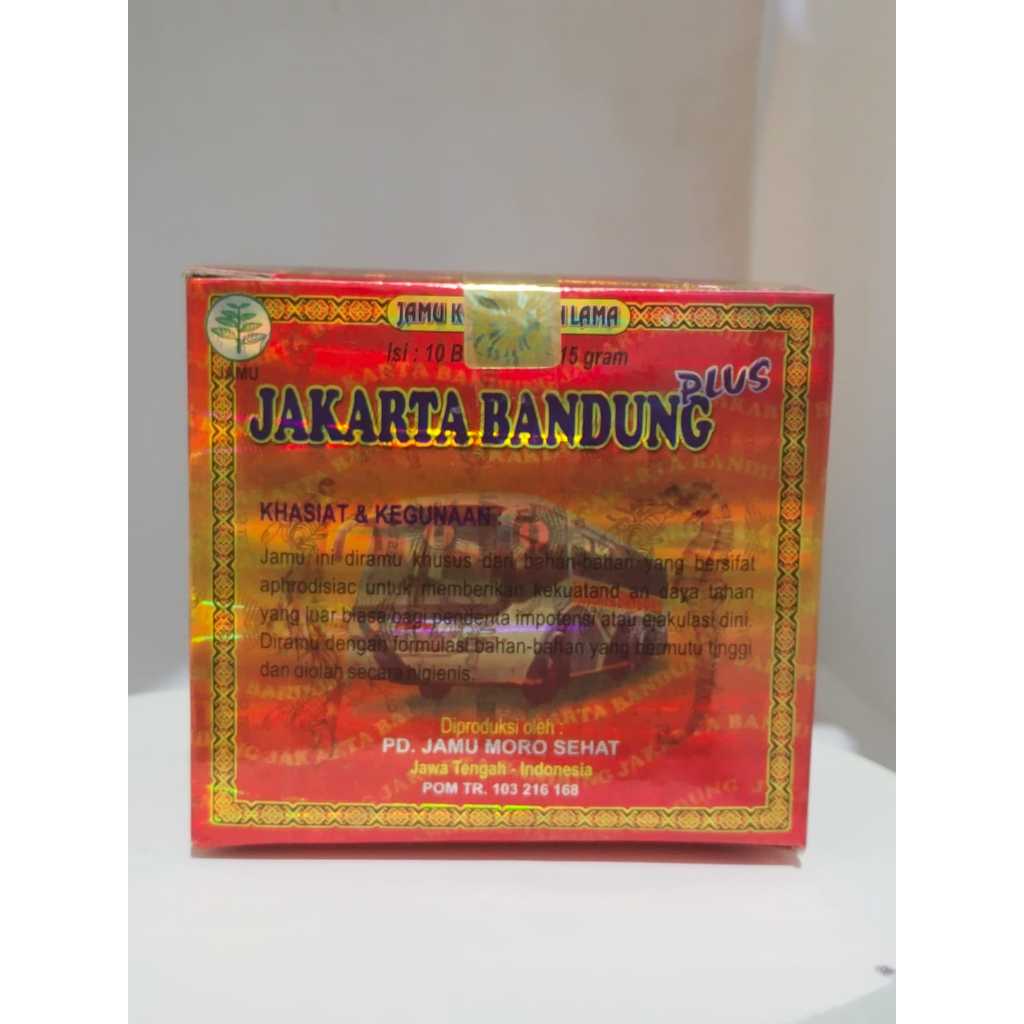 JAMU K LAMA
Isi : 10 B 15 gram
JAMU
JAKARTA BANDUNG PLUS
KHASIAT & KEGUNAAN :
Jamu ini diramu khusus dari bahan-bahan yang bersifat
aphrodisiac untuk memberikan kekuatand an daya tahan
yang luar biasa bagi penderita impotensi atau ejakulasi dini.
Diramu dengan formulasi bahan-bahan yang bermutu tinggi
dan diolah secara higienis.
Diproduksi oleh :
PD. JAMU MORO SEHAT
Jawa Tengah - Indonesia
POM TR. 103 216 168